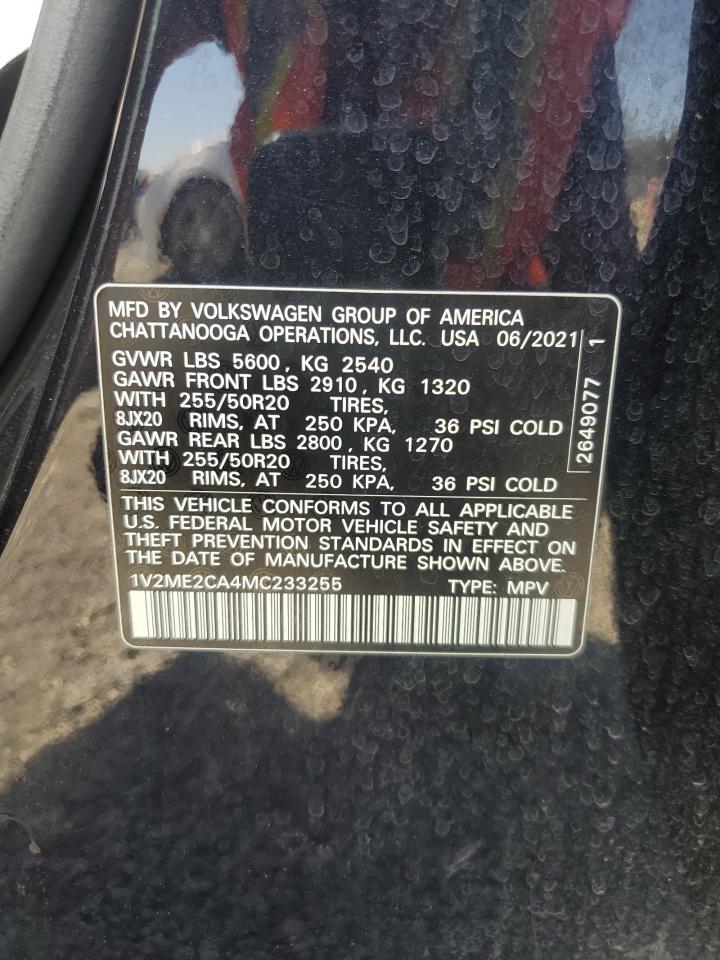 MFD BY VOLKSWAGEN GROUP OF AMERICA
CHATTANOOGA OPERATIONS, LLC. USA 06/2021
GVWR LBS 5600, KG 2540
GAWR FRONT LBS 2910, KG 1320
WITH 255/50R20 TIRES,
8JX20 RIMS, AT 250 KPA, 36 PSI COLD
GAWR REAR LBS 2800, KG 1270
WITH 255/50R20 TIRES,
8JX20 RIMS, AT 250 KPA, 36 PSI COLD
2649077 1
THIS VEHICLE CONFORMS TO ALL APPLICABLE
U.S. FEDERAL MOTOR VEHICLE SAFETY AND
THEFT PREVENTION STANDARDS IN EFFECT ON
THE DATE OF MANUFACTURE SHOWN ABOVE.
1V2ME2CA4MC233255 TYPE: MPV